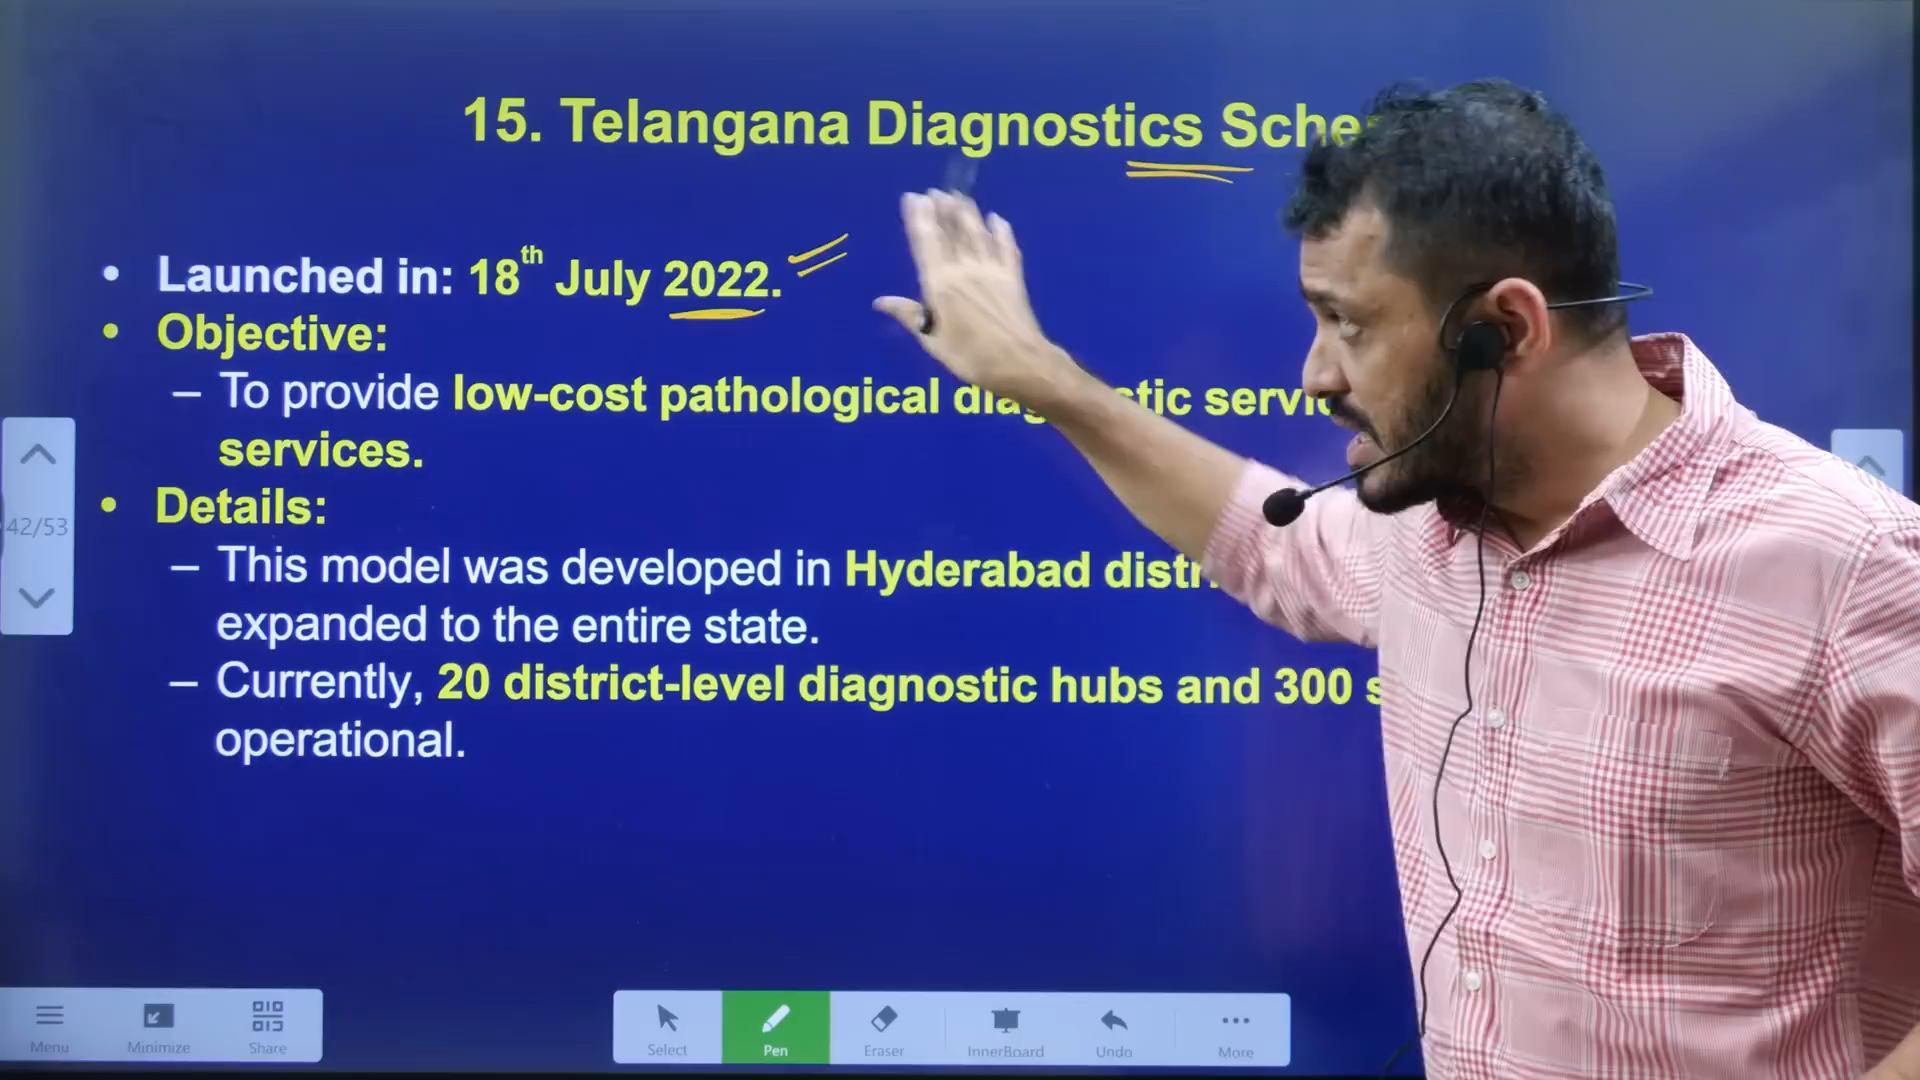 15. Telangana Diagnostics
• Launched in: 18th July 2022.
• Objective:
– To provide low-cost pathological
services.
• Details:
– This model was developed in Hyderabad
expanded to the entire state.
– Currently, 20 district-level diagnostic hubs and 300
operational.
42/53
Menu
Minimize
Share
Select
Pen
Eraser
InnerBoard
Undo
More